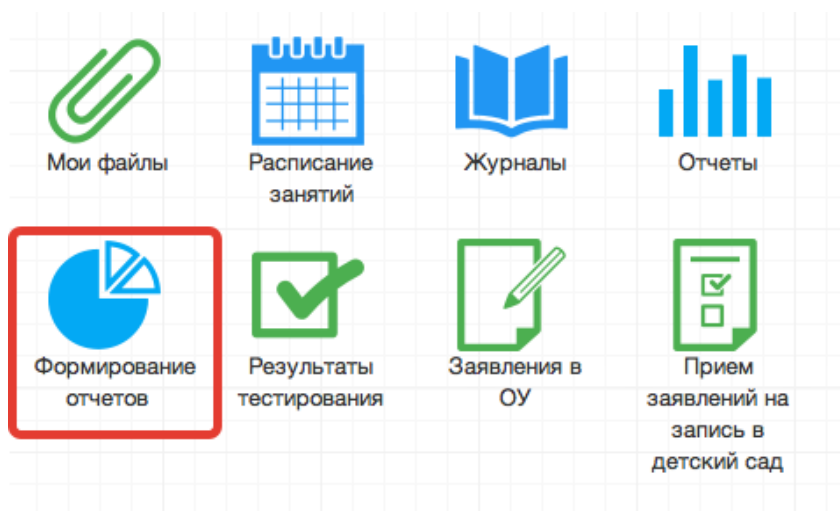 Мои файлы
Расписание
занятий
Журналы
Отчеты
Формирование
отчетов
Результаты
тестирования
Заявления в
ОУ
Прием
заявлений на
запись в
детский сад